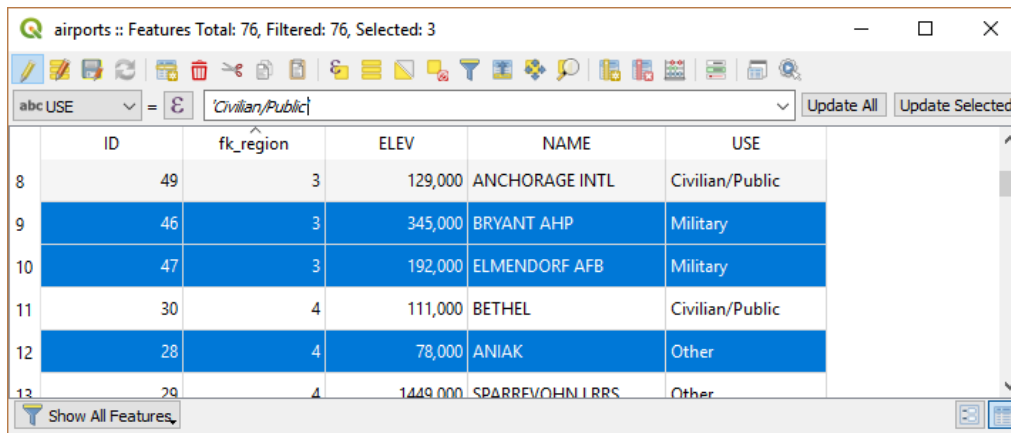 airports :: Features Total: 76, Filtered: 76, Selected: 3
abc USE = ε 'Civilian/Public' Update All Update Selected
ID fk_region ELEV NAME USE
8 49 3 129,000 ANCHORAGE INTL Civilian/Public
9 46 3 345,000 BRYANT AHP Military
10 47 3 192,000 ELMENDORF AFB Military
11 30 4 111,000 BETHEL Civilian/Public
12 28 4 78,000 ANIAK Other
13 29 4 1449,000 SPARREVOHN LRRS Other
Show All Features